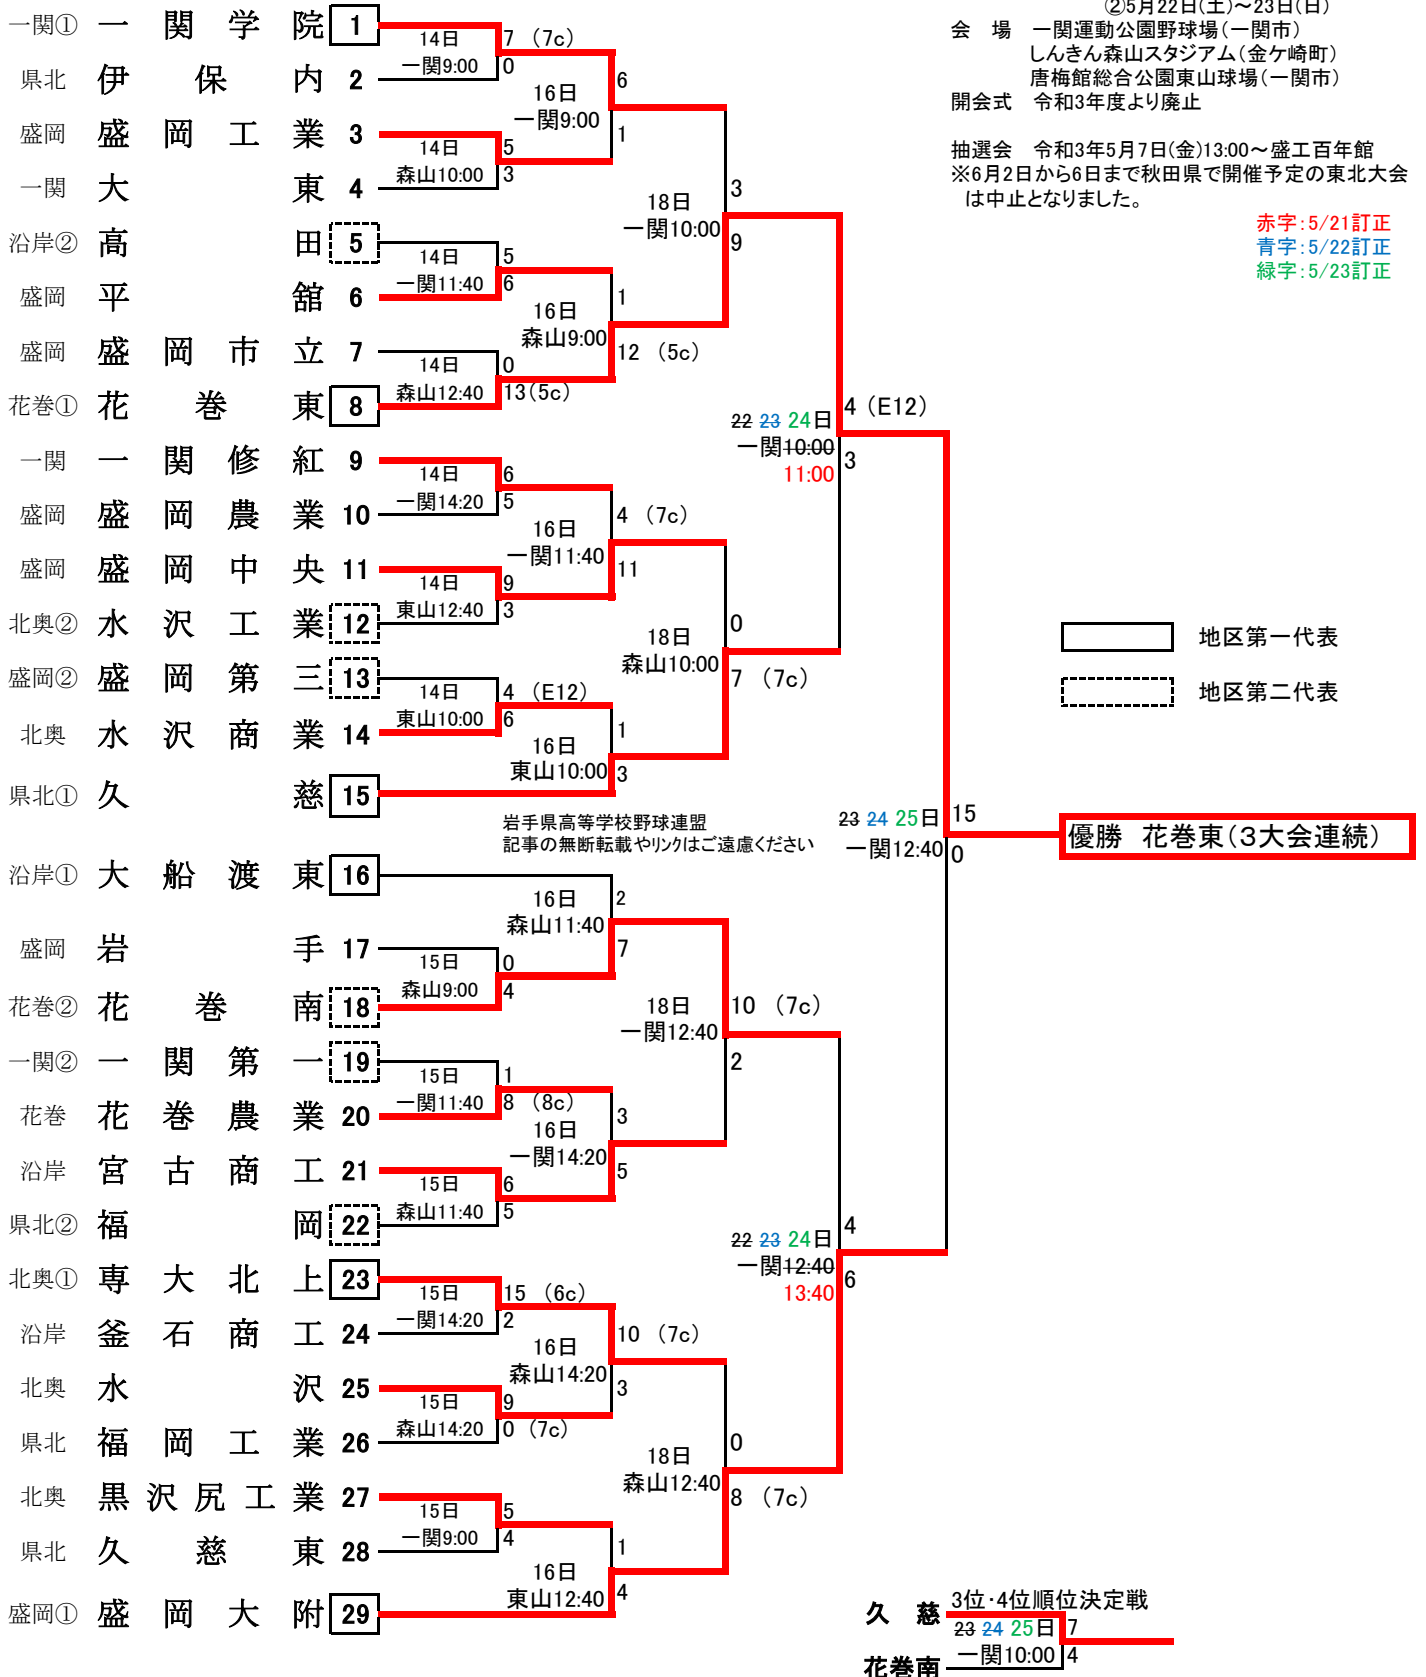 ②5月22日(土)～23日(日)
会　場　一関運動公園野球場(一関市)
しんきん森山スタジアム(金ケ崎町)
唐梅館総合公園東山球場(一関市)
開会式　令和3年度より廃止
抽選会　令和3年5月7日(金)13:00～盛工百年館
※6月2日から6日まで秋田県で開催予定の東北大会
は中止となりました。
赤字：5/21訂正
青字：5/22訂正
緑字：5/23訂正
一関① 一関学院 1
県北 伊保内 2
盛岡 盛岡工業 3
一関 大東 4
沿岸② 高田 5
盛岡 平舘 6
盛岡 盛岡市立 7
花巻① 花巻東 8
一関 一関修紅 9
盛岡 盛岡農業 10
盛岡 盛岡中央 11
北奥② 水沢工業 12
盛岡② 盛岡第三 13
北奥 水沢商業 14
県北① 久慈 15
沿岸① 大船渡東 16
盛岡 岩手 17
花巻② 花巻南 18
一関② 一関第一 19
花巻 花巻農業 20
沿岸 宮古商工 21
県北② 福岡 22
北奥① 専大北上 23
沿岸 釜石商工 24
北奥 水沢 25
県北 福岡工業 26
北奥 黒沢尻工業 27
県北 久慈東 28
盛岡① 盛岡大附 29
14日
一関9:00
7 (7c)
0
14日
森山10:00
5
3
14日
一関11:40
5
6
14日
森山12:40
0
13(5c)
14日
一関14:20
6
5
14日
東山12:40
9
3
14日
東山10:00
4 (E12)
6
15日
森山9:00
0
4
15日
一関11:40
1
8 (8c)
15日
森山11:40
6
5
15日
一関14:20
15 (6c)
2
15日
森山14:20
9
0 (7c)
15日
一関9:00
5
4
16日
一関9:00
6
1
16日
森山9:00
1
12 (5c)
16日
一関11:40
4 (7c)
11
16日
東山10:00
1
3
16日
森山11:40
2
7
16日
一関14:20
3
5
16日
森山14:20
10 (7c)
3
16日
東山12:40
1
4
18日
一関10:00
3
9
18日
森山10:00
0
7 (7c)
18日
一関12:40
10 (7c)
2
18日
森山12:40
0
8 (7c)
22 23 24日
一関10:00
11:00
4 (E12)
3
22 23 24日
一関12:40
13:40
4
6
23 24 25日
一関12:40
15
0
優勝　花巻東(3大会連続)
地区第一代表
地区第二代表
岩手県高等学校野球連盟
記事の無断転載やリンクはご遠慮ください
3位・4位順位決定戦
久慈
花巻南
23 24 25日
一関10:00
7
4